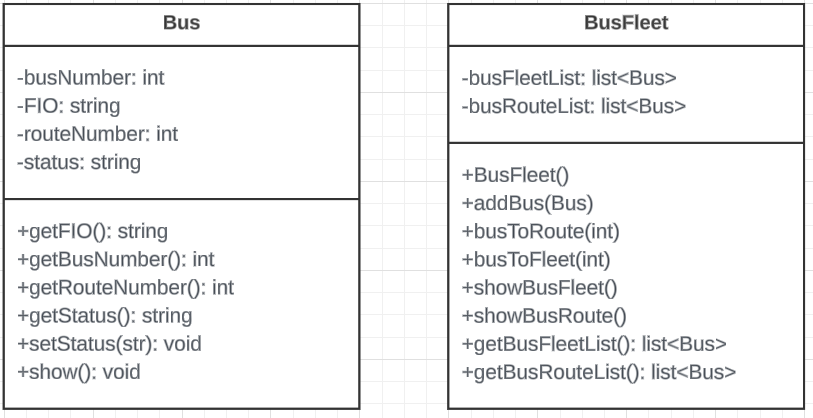 Bus
-busNumber: int
-FIO: string
-routeNumber: int
-status: string
+getFIO(): string
+getBusNumber(): int
+getRouteNumber(): int
+getStatus(): string
+setStatus(str): void
+show(): void
BusFleet
-busFleetList: list<Bus>
-busRouteList: list<Bus>
+BusFleet()
+addBus(Bus)
+busToRoute(int)
+busToFleet(int)
+showBusFleet()
+showBusRoute()
+getBusFleetList(): list<Bus>
+getBusRouteList(): list<Bus>